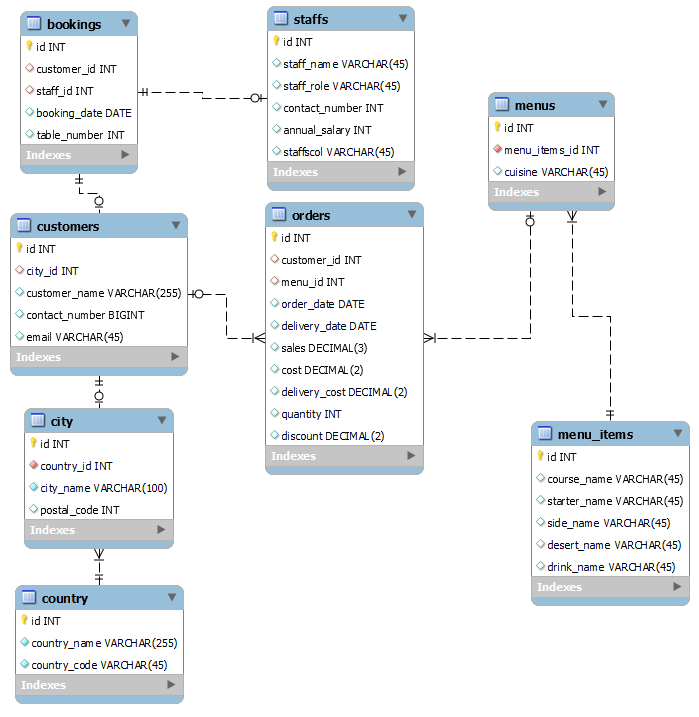 bookings
id INT
customer_id INT
staff_id INT
booking_date DATE
table_number INT
Indexes
staffs
id INT
staff_name VARCHAR(45)
staff_role VARCHAR(45)
contact_number INT
annual_salary INT
staffscol VARCHAR(45)
Indexes
menus
id INT
menu_items_id INT
cuisine VARCHAR(45)
Indexes
customers
id INT
city_id INT
customer_name VARCHAR(255)
contact_number BIGINT
email VARCHAR(45)
Indexes
orders
id INT
customer_id INT
menu_id INT
order_date DATE
delivery_date DATE
sales DECIMAL(3)
cost DECIMAL(2)
delivery_cost DECIMAL(2)
quantity INT
discount DECIMAL(2)
Indexes
city
id INT
country_id INT
city_name VARCHAR(100)
postal_code INT
Indexes
menu_items
id INT
course_name VARCHAR(45)
starter_name VARCHAR(45)
side_name VARCHAR(45)
desert_name VARCHAR(45)
drink_name VARCHAR(45)
Indexes
country
id INT
country_name VARCHAR(255)
country_code VARCHAR(45)
Indexes